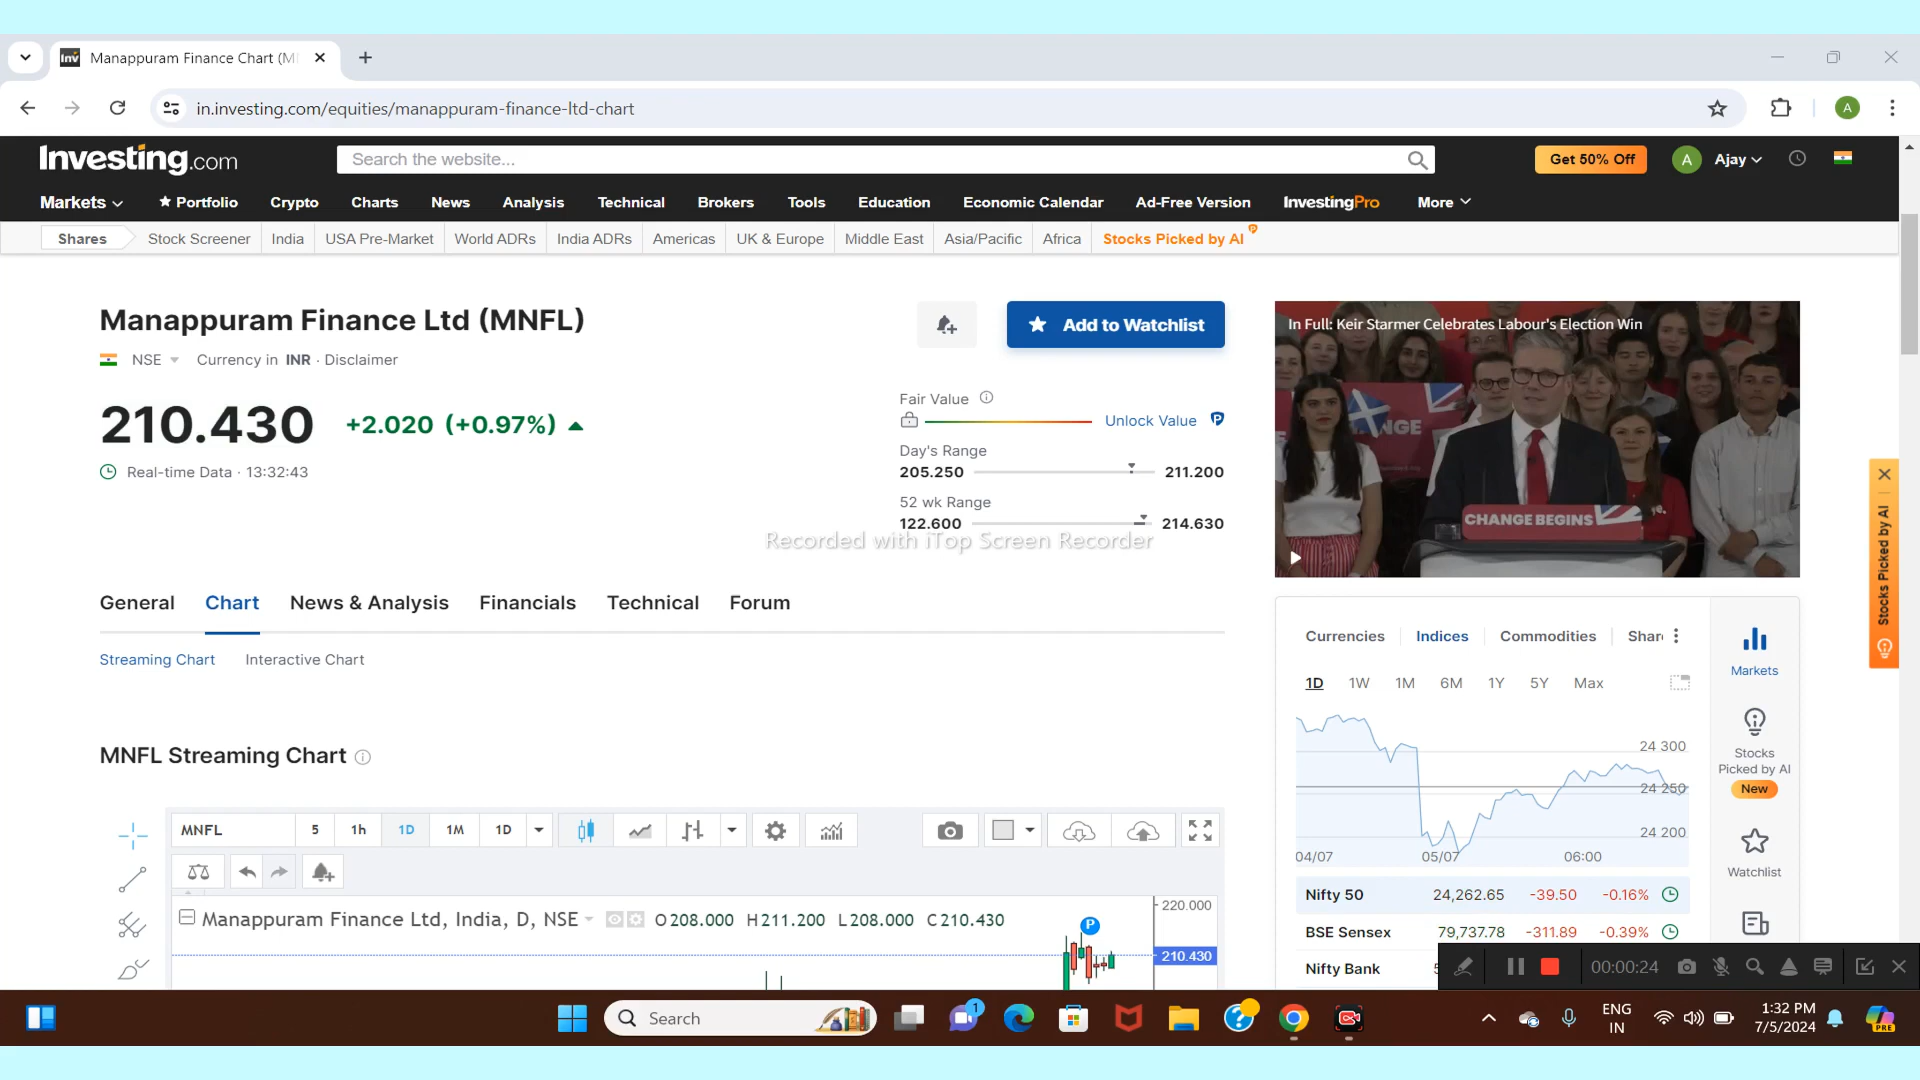 Manappuram Finance Chart (M
in.investing.com/equities/manappuram-finance-ltd-chart
A
Investing.com
Search the website...
Get 50% Off
A
Ajay
Markets
Portfolio
Crypto
Charts
News
Analysis
Technical
Brokers
Tools
Education
Economic Calendar
Ad-Free Version
InvestingPro
More
Shares
Stock Screener
India
USA Pre-Market
World ADRs
India ADRs
Americas
UK & Europe
Middle East
Asia/Pacific
Africa
Stocks Picked by AI
Manappuram Finance Ltd (MNFL)
Add to Watchlist
NSE
Currency in INR · Disclaimer
210.430
+2.020 (+0.97%)
Real-time Data · 13:32:43
Fair Value
Unlock Value
Day's Range
205.250
211.200
52 wk Range
122.600
214.630
Recorded with iTop Screen Recorder
In Full: Keir Starmer Celebrates Labour's Election Win
CHANGE BEGINS
Stocks Picked by AI
General
Chart
News & Analysis
Financials
Technical
Forum
Streaming Chart
Interactive Chart
Currencies
Indices
Commodities
Shar
1D
1W
1M
6M
1Y
5Y
Max
24 300
24 250
24 200
04/07
05/07
06:00
Markets
Stocks
Picked by AI
New
Watchlist
MNFL Streaming Chart
MNFL
5
1h
1D
1M
1D
Manappuram Finance Ltd, India, D, NSE
O 208.000
H 211.200
L 208.000
C 210.430
P
220.000
210.430
Nifty 50
24,262.65
-39.50
-0.16%
BSE Sensex
79,737.78
-311.89
-0.39%
Nifty Bank
00:00:24
Search
1
ENG
IN
1:32 PM
7/5/2024
PRE